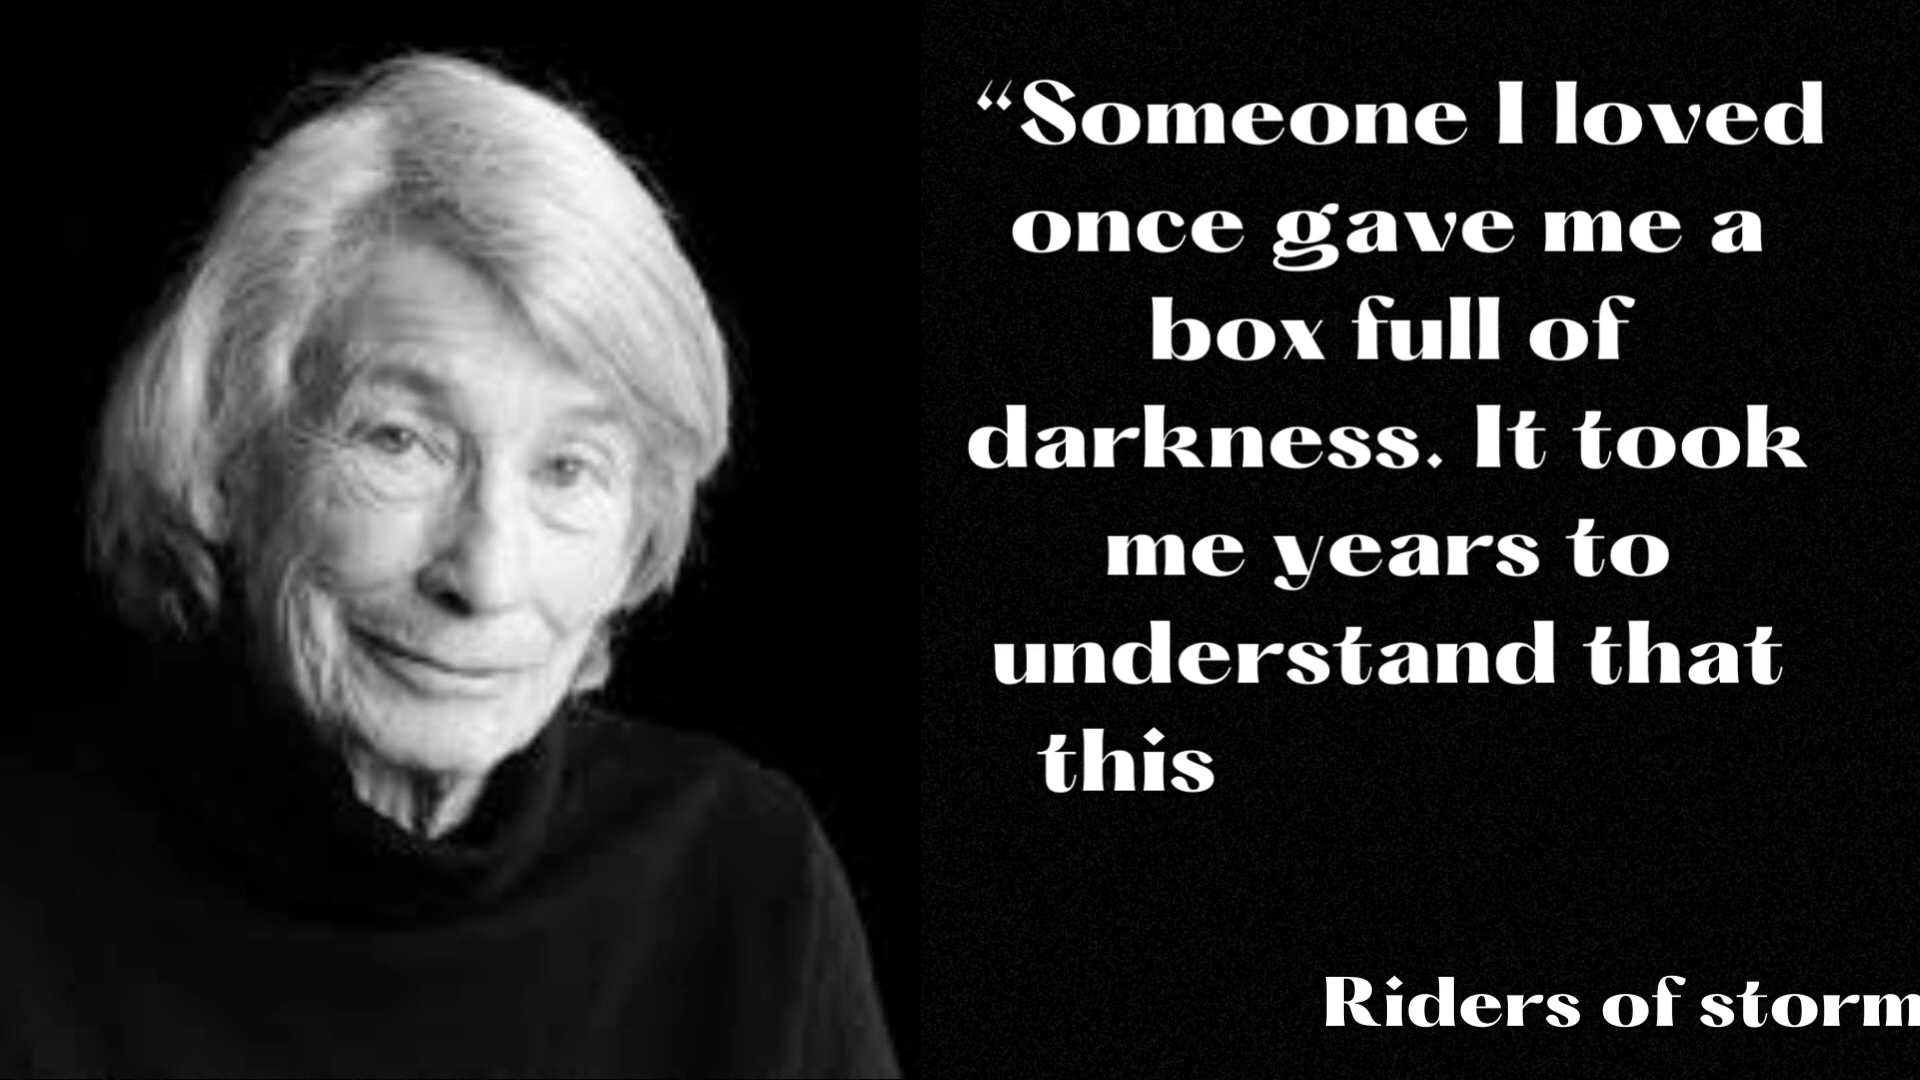 “Someone I loved
once gave me a
box full of
darkness. It took
me years to
understand that
this
Riders of storm